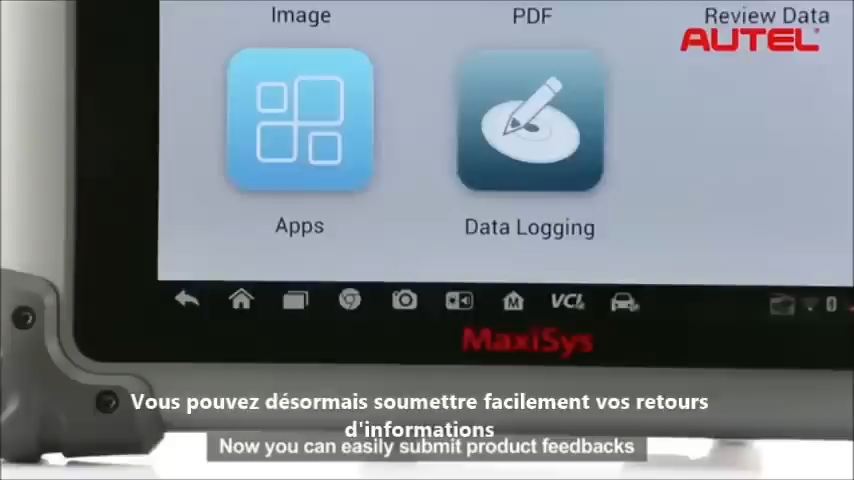 Image
PDF
Review Data
AUTEL
Apps
Data Logging
M
VCI
MaxiSys
Vous pouvez désormais soumettre facilement vos retours
d'informations
Now you can easily submit product feedbacks